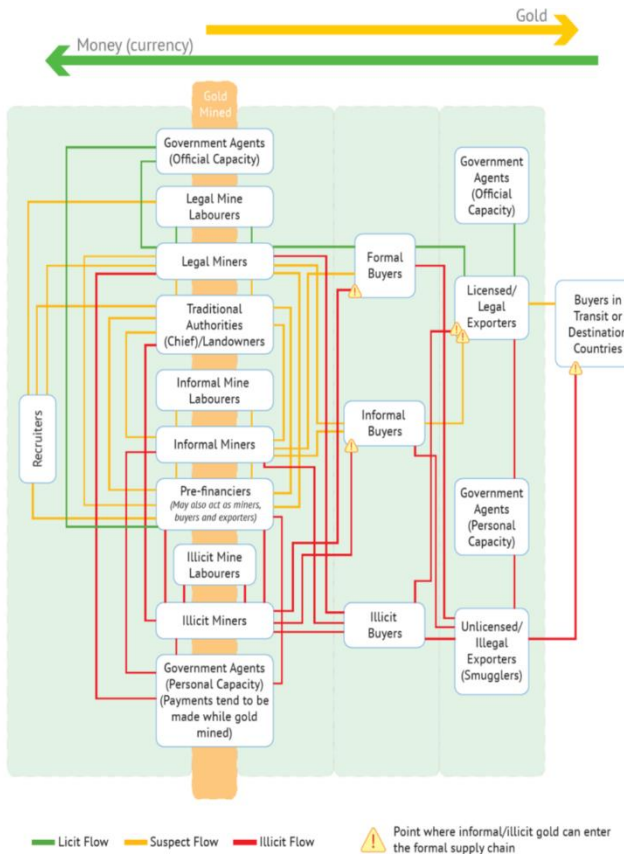 Gold
Money (currency)
Gold
Mined
Government Agents
(Official Capacity)
Legal Mine
Labourers
Legal Miners
Traditional
Authorities
(Chief)/Landowners
Informal Mine
Labourers
Informal Miners
Pre-financiers
(May also act as miners,
buyers and exporters)
Illicit Mine
Labourers
Illicit Miners
Government Agents
(Personal Capacity)
(Payments tend to be
made while gold
mined)
Recruiters
Formal
Buyers
Informal
Buyers
Illicit
Buyers
Government
Agents
(Official
Capacity)
Licensed/
Legal
Exporters
Government
Agents
(Personal
Capacity)
Unlicensed/
Illegal
Exporters
(Smugglers)
Buyers in
Transit or
Destination
Countries
Licit Flow
Suspect Flow
Illicit Flow
Point where informal/illicit gold can enter
the formal supply chain